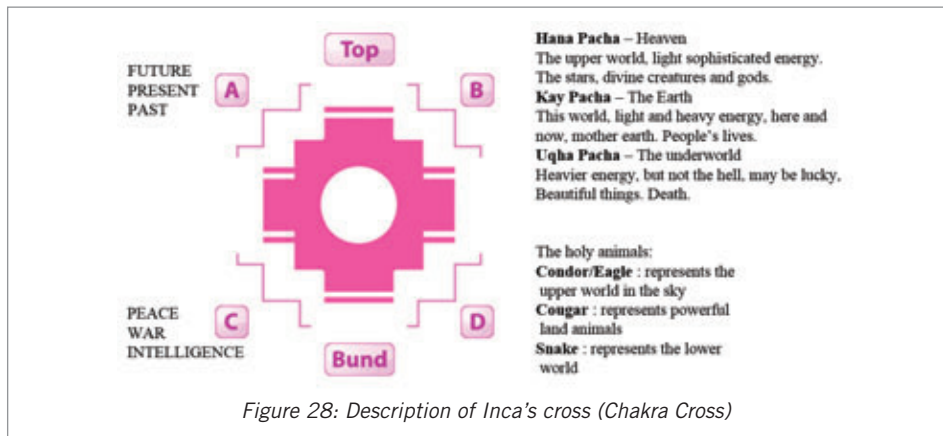 Top
FUTURE
PRESENT
PAST
A
B
C
D
PEACE
WAR
INTELLIGENCE
Bund
Hana Pacha – Heaven
The upper world, light sophisticated energy.
The stars, divine creatures and gods.
Kay Pacha – The Earth
This world, light and heavy energy, here and
now, mother earth. People's lives.
Uqha Pacha – The underworld
Heavier energy, but not the hell, may be lucky,
Beautiful things. Death.
The holy animals:
Condor/Eagle : represents the
upper world in the sky
Cougar : represents powerful
land animals
Snake : represents the lower
world
Figure 28: Description of Inca's cross (Chakra Cross)